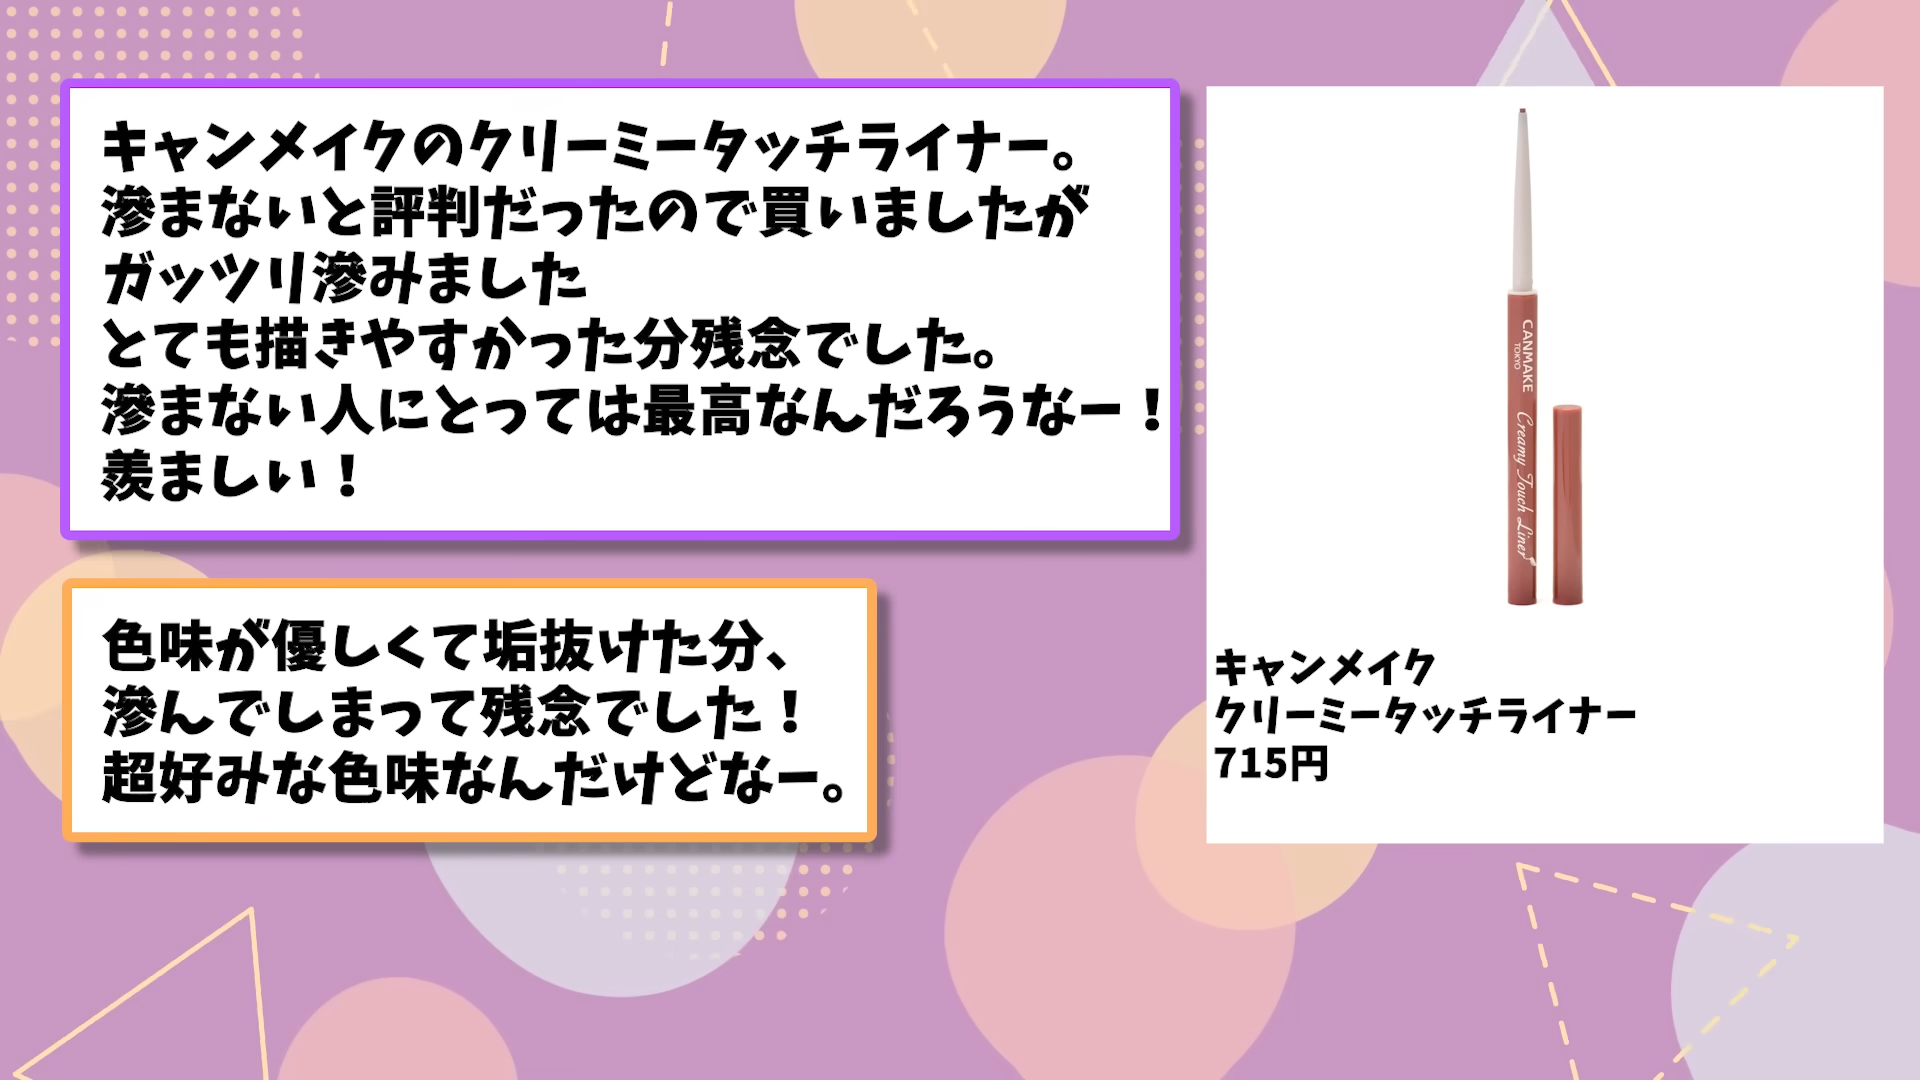 キャンメイクのクリーミータッチライナー。
滲まないと評判だったので買いましたが
ガッツリ滲みました
とても描きやすかった分残念でした。
滲まない人にとっては最高なんだろうなー！
羨ましい！
色味が優しくて垢抜けた分、
滲んでしまって残念でした！
超好みな色味なんだけどなー。
CANMAKE
TOKYO
Creamy Touch Liner
キャンメイク
クリーミータッチライナー
715円